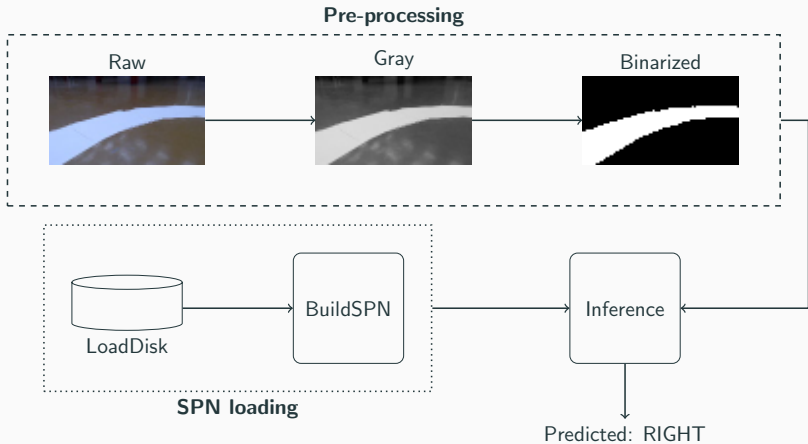 Pre-processing
Raw
Gray
Binarized
BuildSPN
Inference
LoadDisk
SPN loading
Predicted: RIGHT